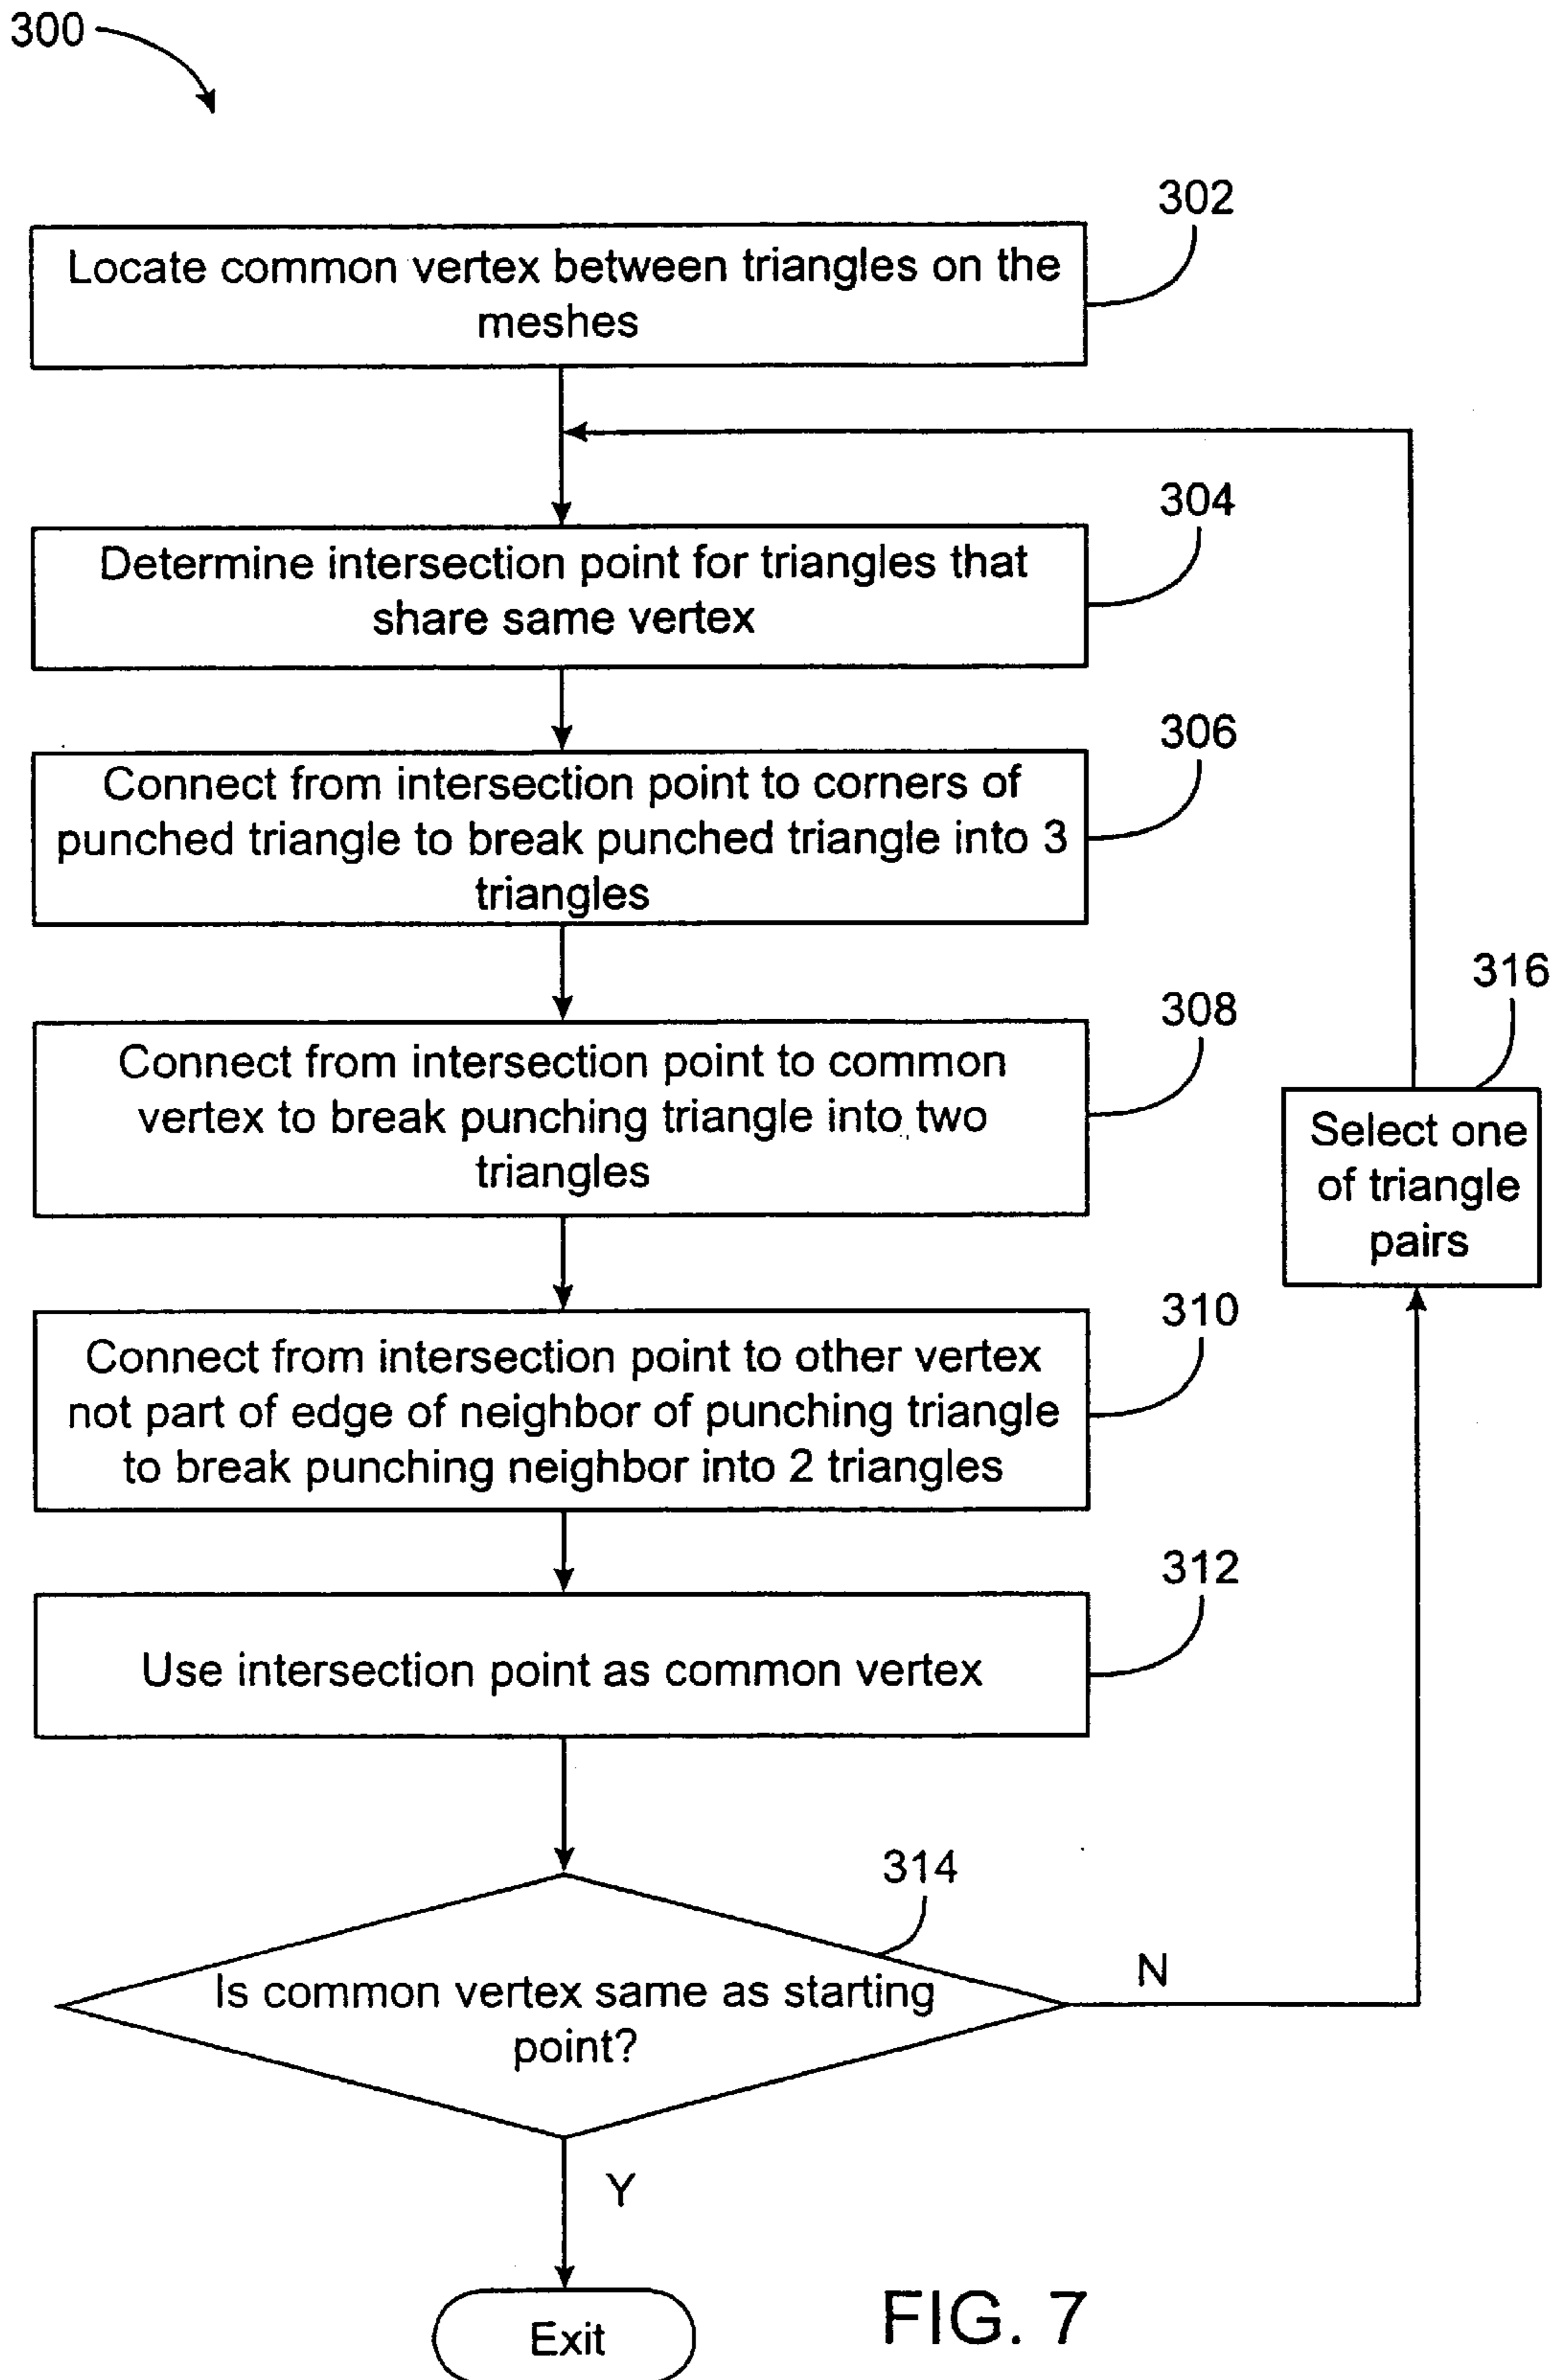 300
302
Locate common vertex between triangles on the
meshes
304
Determine intersection point for triangles that
share same vertex
306
Connect from intersection point to corners of
punched triangle to break punched triangle into 3
triangles
308
Connect from intersection point to common
vertex to break punching triangle into two
triangles
316
Select one
of triangle
pairs
310
Connect from intersection point to other vertex
not part of edge of neighbor of punching triangle
to break punching neighbor into 2 triangles
312
Use intersection point as common vertex
314
Is common vertex same as starting
point?
N
Y
Exit
FIG. 7